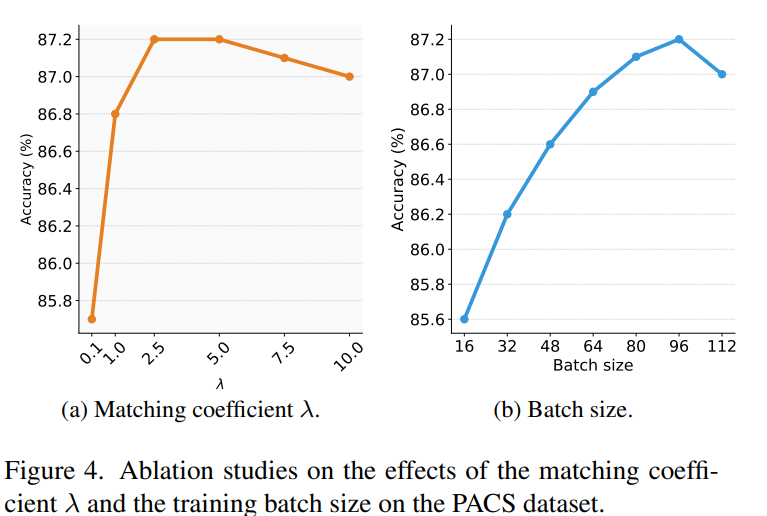 87.2
87.0
86.8
86.6
86.4
86.2
86.0
85.8
Accuracy (%)
0.1 1.0 2.5 5.0 7.5 10.0
λ
(a) Matching coefficient λ.
87.2
87.0
86.8
86.6
86.4
86.2
86.0
85.8
85.6
Accuracy (%)
16 32 48 64 80 96 112
Batch size
(b) Batch size.
Figure 4. Ablation studies on the effects of the matching coeffi-
cient λ and the training batch size on the PACS dataset.